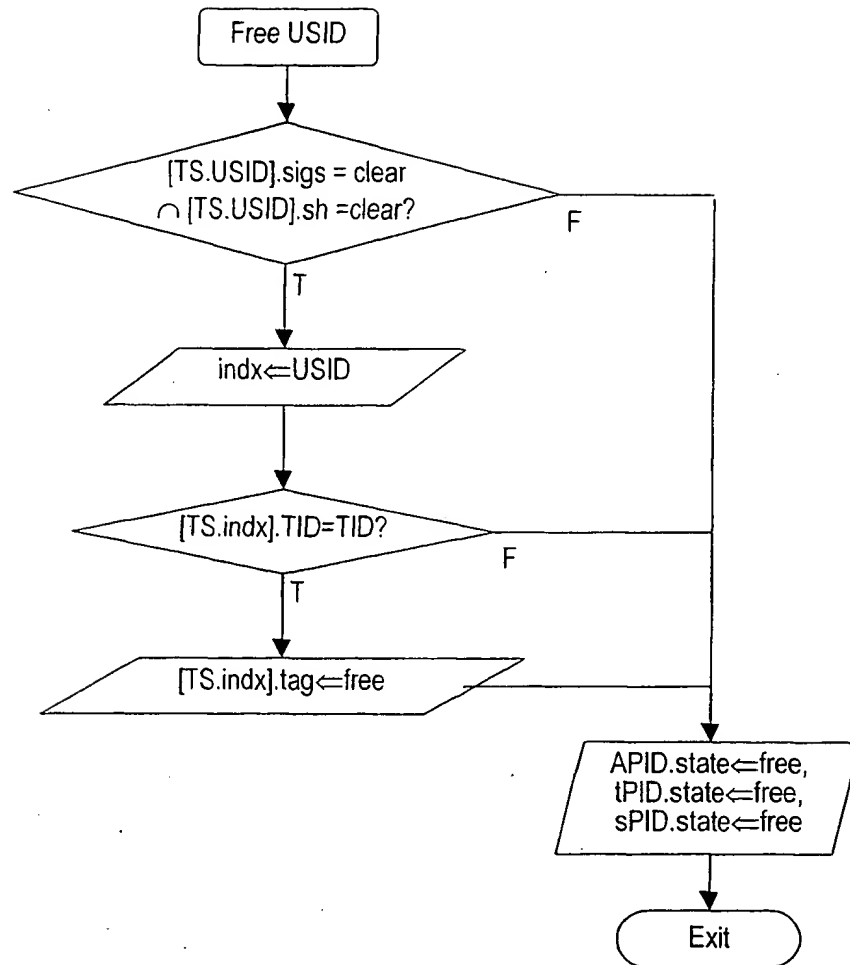 Free USID
[TS.USID].sigs = clear
∩ [TS.USID].sh =clear?
F
T
indx⇐USID
[TS.indx].TID=TID?
F
T
[TS.indx].tag⇐free
APID.state⇐free,
tPID.state⇐free,
sPID.state⇐free
Exit